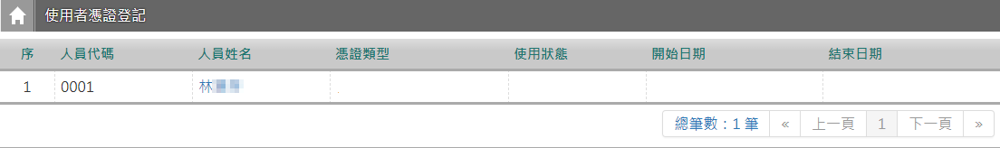 使用者憑證登記
序 人員代碼 人員姓名 憑證類型 使用狀態 開始日期 結束日期
1 0001 林
總筆數：1 筆 « 上一頁 1 下一頁 »